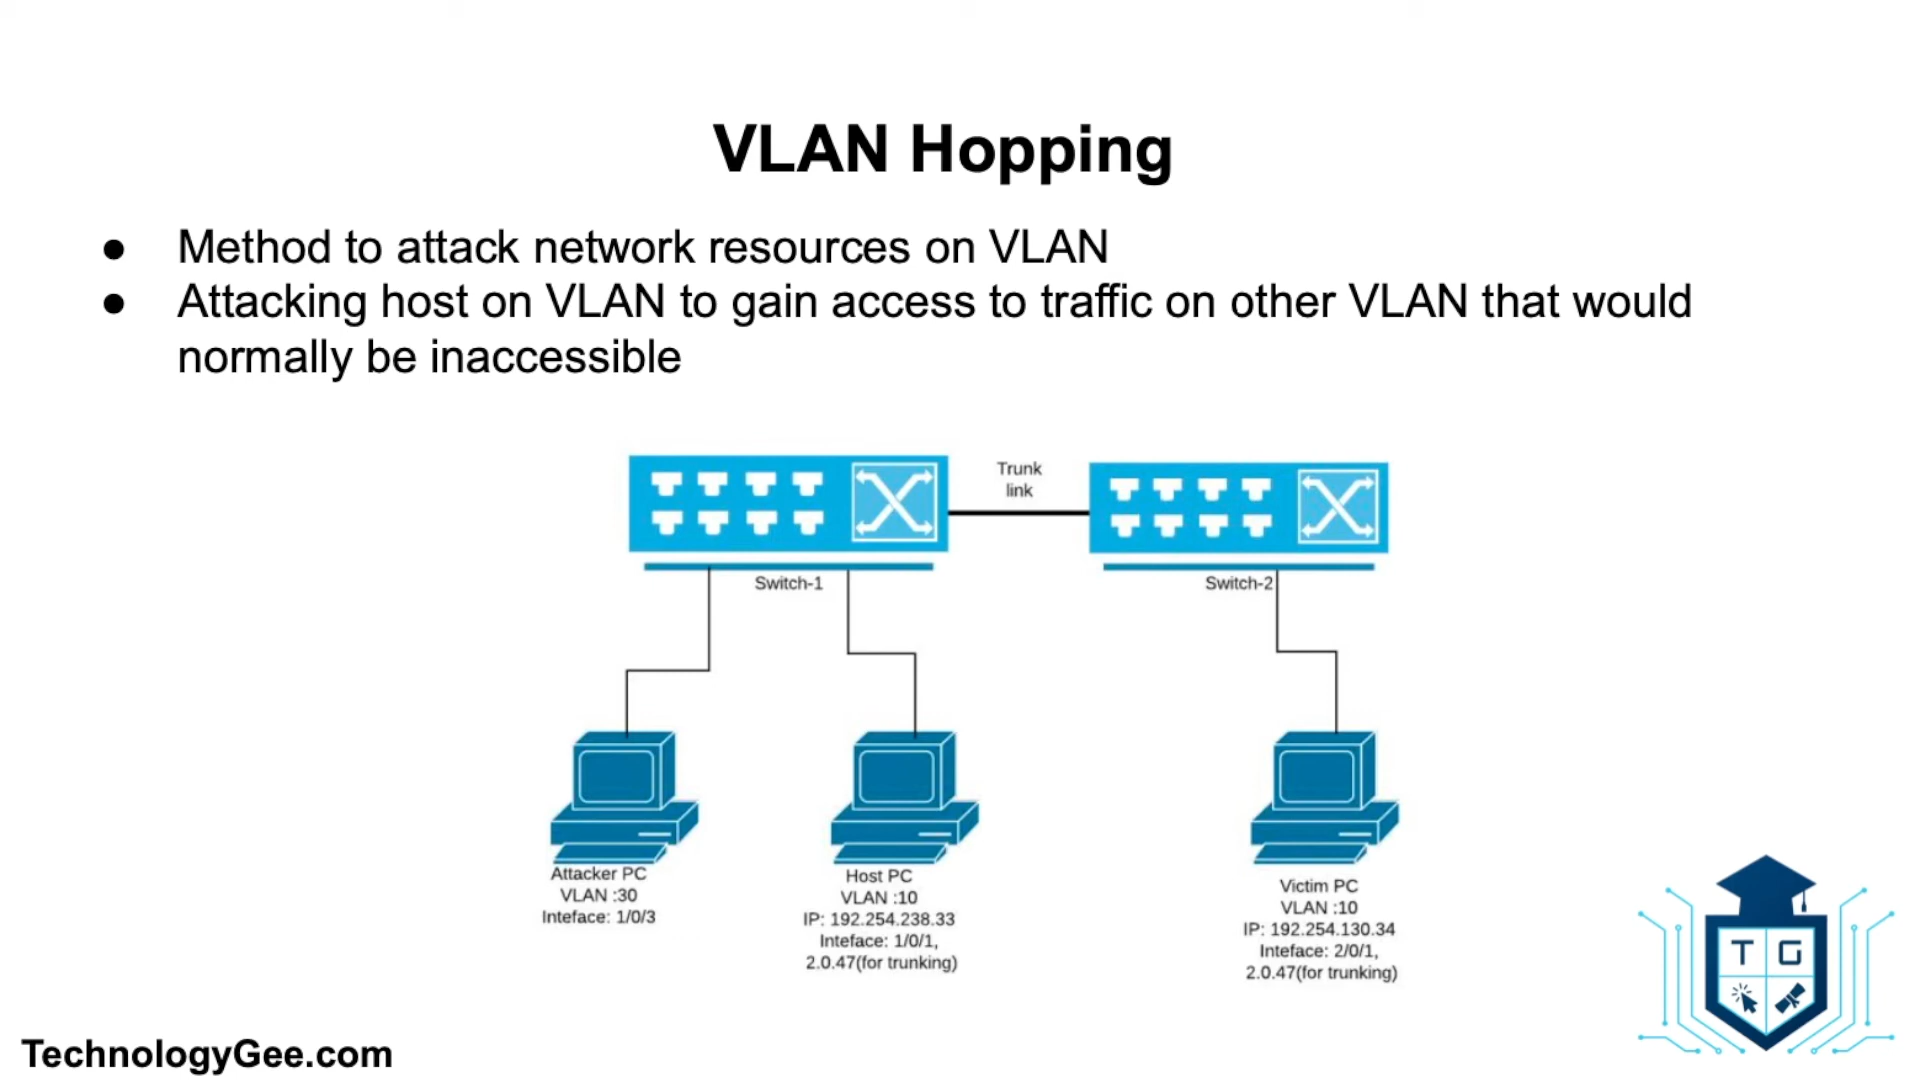 VLAN Hopping
● Method to attack network resources on VLAN
● Attacking host on VLAN to gain access to traffic on other VLAN that would
normally be inaccessible
Trunk
link
Switch-1
Switch-2
Attacker PC
VLAN :30
Inteface: 1/0/3
Host PC
VLAN :10
IP: 192.254.238.33
Inteface: 1/0/1,
2.0.47(for trunking)
Victim PC
VLAN :10
IP: 192.254.130.34
Inteface: 2/0/1,
2.0.47(for trunking)
T G
TechnologyGee.com